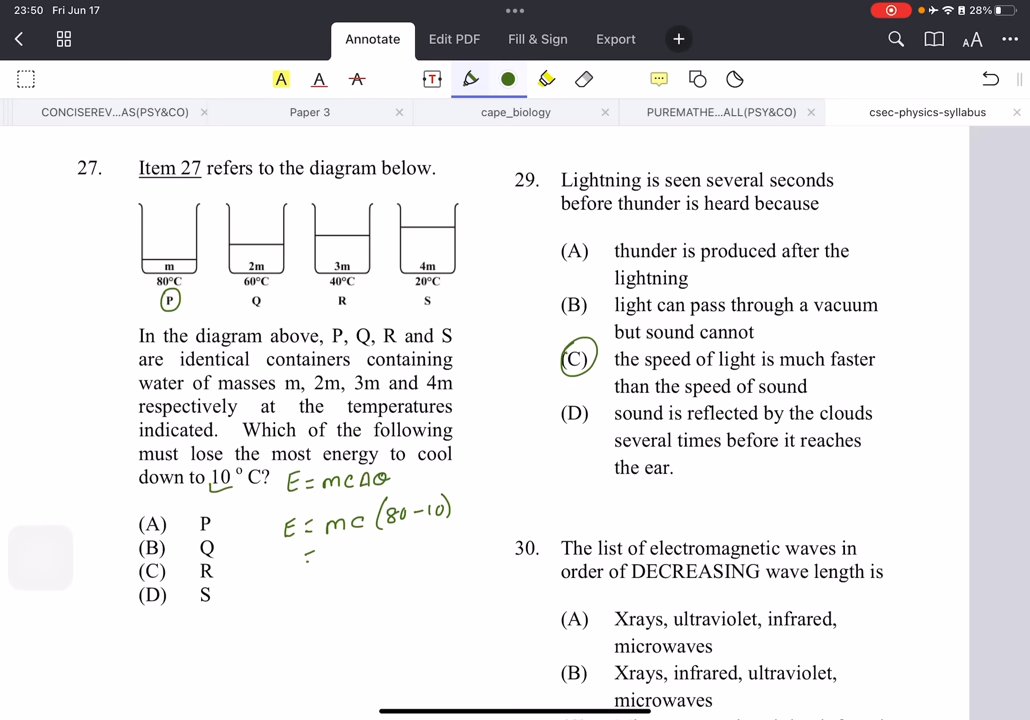 23:50 Fri Jun 17
28%
Annotate
Edit PDF
Fill & Sign
Export
AA
A
A
A
T
CONCISEREV...AS(PSY&CO)
Paper 3
cape_biology
PUREMATHE...ALL(PSY&CO)
csec-physics-syllabus
27. Item 27 refers to the diagram below.
m 2m 3m 4m
80°C 60°C 40°C 20°C
P Q R S
In the diagram above, P, Q, R and S
are identical containers containing
water of masses m, 2m, 3m and 4m
respectively at the temperatures
indicated. Which of the following
must lose the most energy to cool
down to 10 ° C?
E = mcΔθ
E = mc (80-10)
=
(A) P
(B) Q
(C) R
(D) S
29. Lightning is seen several seconds
before thunder is heard because
(A) thunder is produced after the
lightning
(B) light can pass through a vacuum
but sound cannot
(C) the speed of light is much faster
than the speed of sound
(D) sound is reflected by the clouds
several times before it reaches
the ear.
30. The list of electromagnetic waves in
order of DECREASING wave length is
(A) Xrays, ultraviolet, infrared,
microwaves
(B) Xrays, infrared, ultraviolet,
microwaves